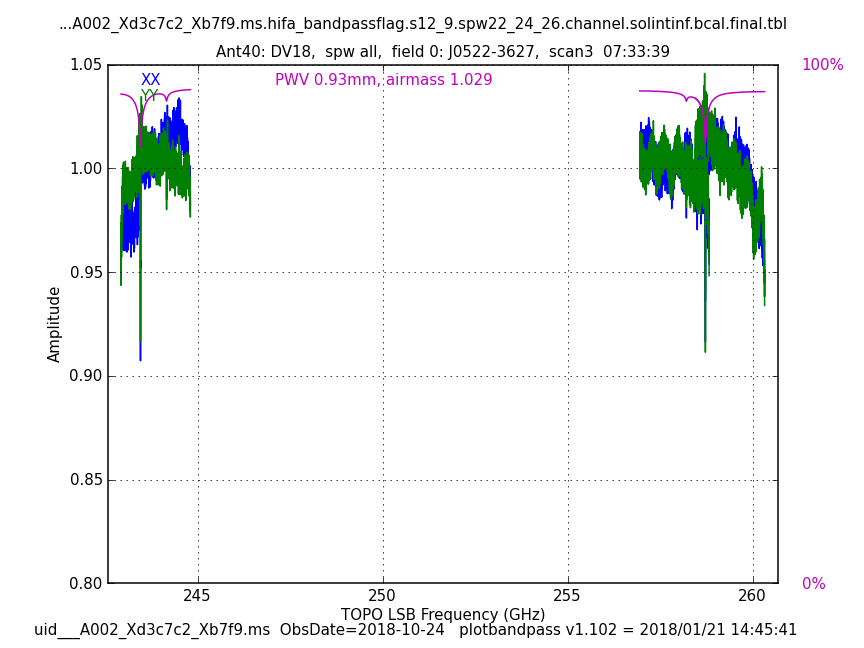 ...A002_Xd3c7c2_Xb7f9.ms.hifa_bandpassflag.s12_9.spw22_24_26.channel.solintinf.bcal.final.tbl
Ant40: DV18,  spw all,  field 0: J0522-3627,  scan3  07:33:39
1.05
XX
PWV 0.93mm, airmass 1.029
100%
YY
1.00
0.95
Amplitude
0.90
0.85
0.80
0%
245
250
255
260
TOPO LSB Frequency (GHz)
uid___A002_Xd3c7c2_Xb7f9.ms  ObsDate=2018-10-24   plotbandpass v1.102 = 2018/01/21 14:45:41